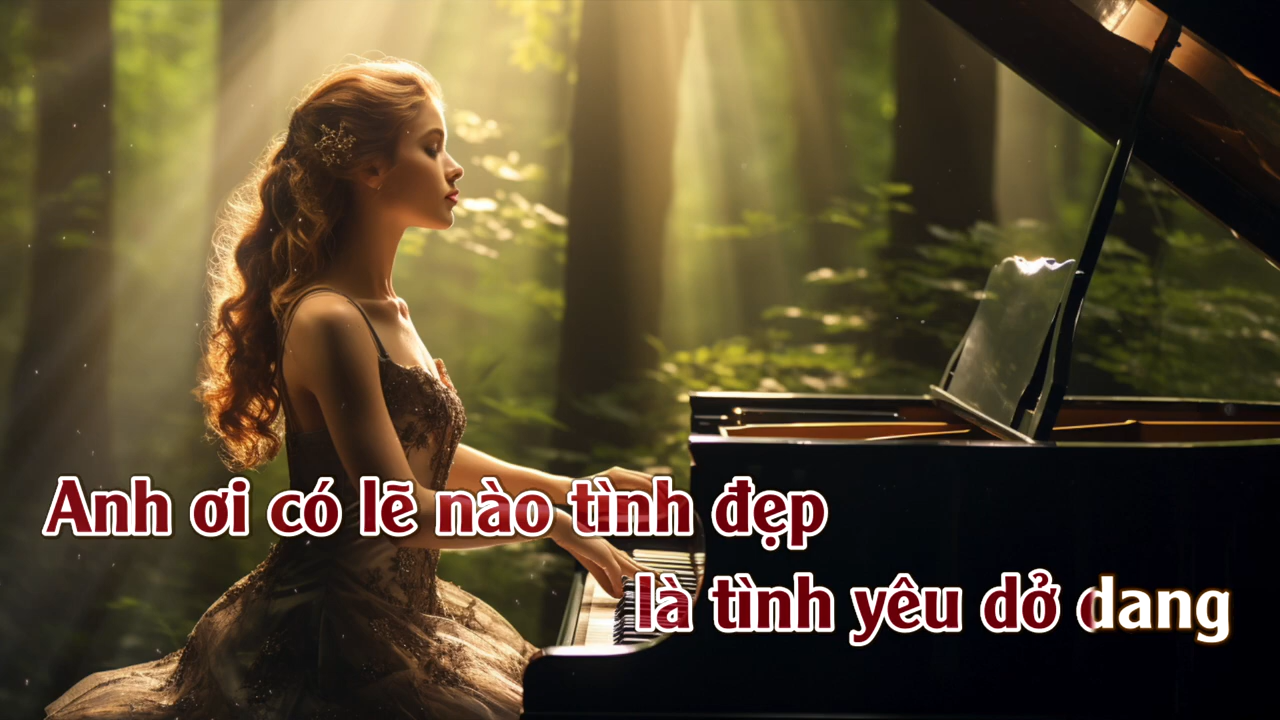 Anh ơi có lẽ nào tình đẹp
là tình yêu dở dang